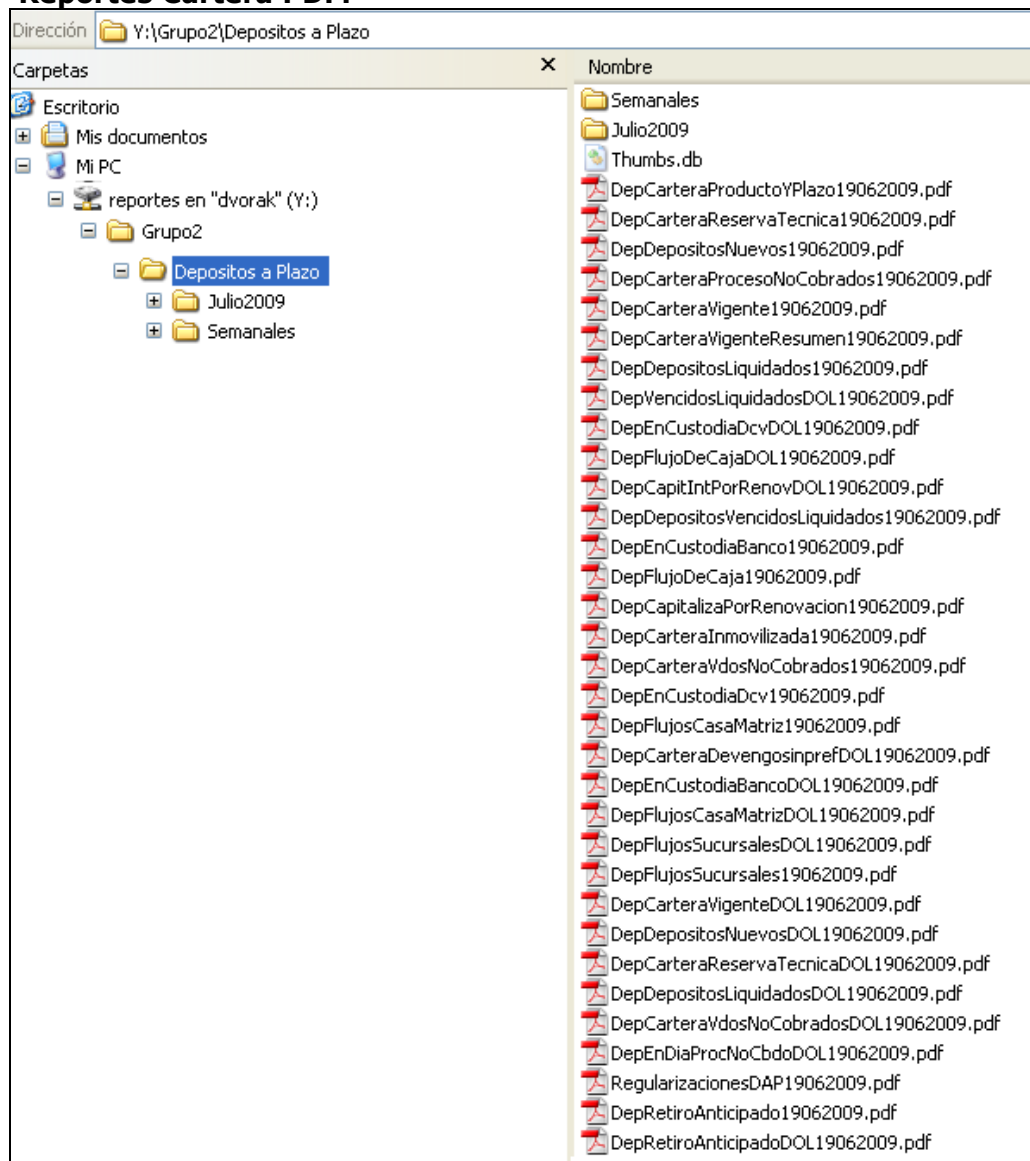 Reportes Cartera PDF:
Dirección Y:\Grupo2\Depositos a Plazo
Carpetas
Escritorio
Mis documentos
Mi PC
reportes en "dvorak" (Y:)
Grupo2
Depositos a Plazo
Julio2009
Semanales
Nombre
Semanales
Julio2009
Thumbs.db
DepCarteraProductoYPlazo19062009.pdf
DepCarteraReservaTecnica19062009.pdf
DepDepositosNuevos19062009.pdf
DepCarteraProcesoNoCobrados19062009.pdf
DepCarteraVigente19062009.pdf
DepCarteraVigenteResumen19062009.pdf
DepDepositosLiquidados19062009.pdf
DepVencidosLiquidadosDOL19062009.pdf
DepEnCustodiaDcvDOL19062009.pdf
DepFlujoDeCajaDOL19062009.pdf
DepCapitIntPorRenovDOL19062009.pdf
DepDepositosVencidosLiquidados19062009.pdf
DepEnCustodiaBanco19062009.pdf
DepFlujoDeCaja19062009.pdf
DepCapitalizaPorRenovacion19062009.pdf
DepCarteraInmovilizada19062009.pdf
DepCarteraVdosNoCobrados19062009.pdf
DepEnCustodiaDcv19062009.pdf
DepFlujosCasaMatriz19062009.pdf
DepCarteraDevengosinprefDOL19062009.pdf
DepEnCustodiaBancoDOL19062009.pdf
DepFlujosCasaMatrizDOL19062009.pdf
DepFlujosSucursalesDOL19062009.pdf
DepFlujosSucursales19062009.pdf
DepCarteraVigenteDOL19062009.pdf
DepDepositosNuevosDOL19062009.pdf
DepCarteraReservaTecnicaDOL19062009.pdf
DepDepositosLiquidadosDOL19062009.pdf
DepCarteraVdosNoCobradosDOL19062009.pdf
DepEnDiaProcNoCbdoDOL19062009.pdf
RegularizacionesDAP19062009.pdf
DepRetiroAnticipado19062009.pdf
DepRetiroAnticipadoDOL19062009.pdf